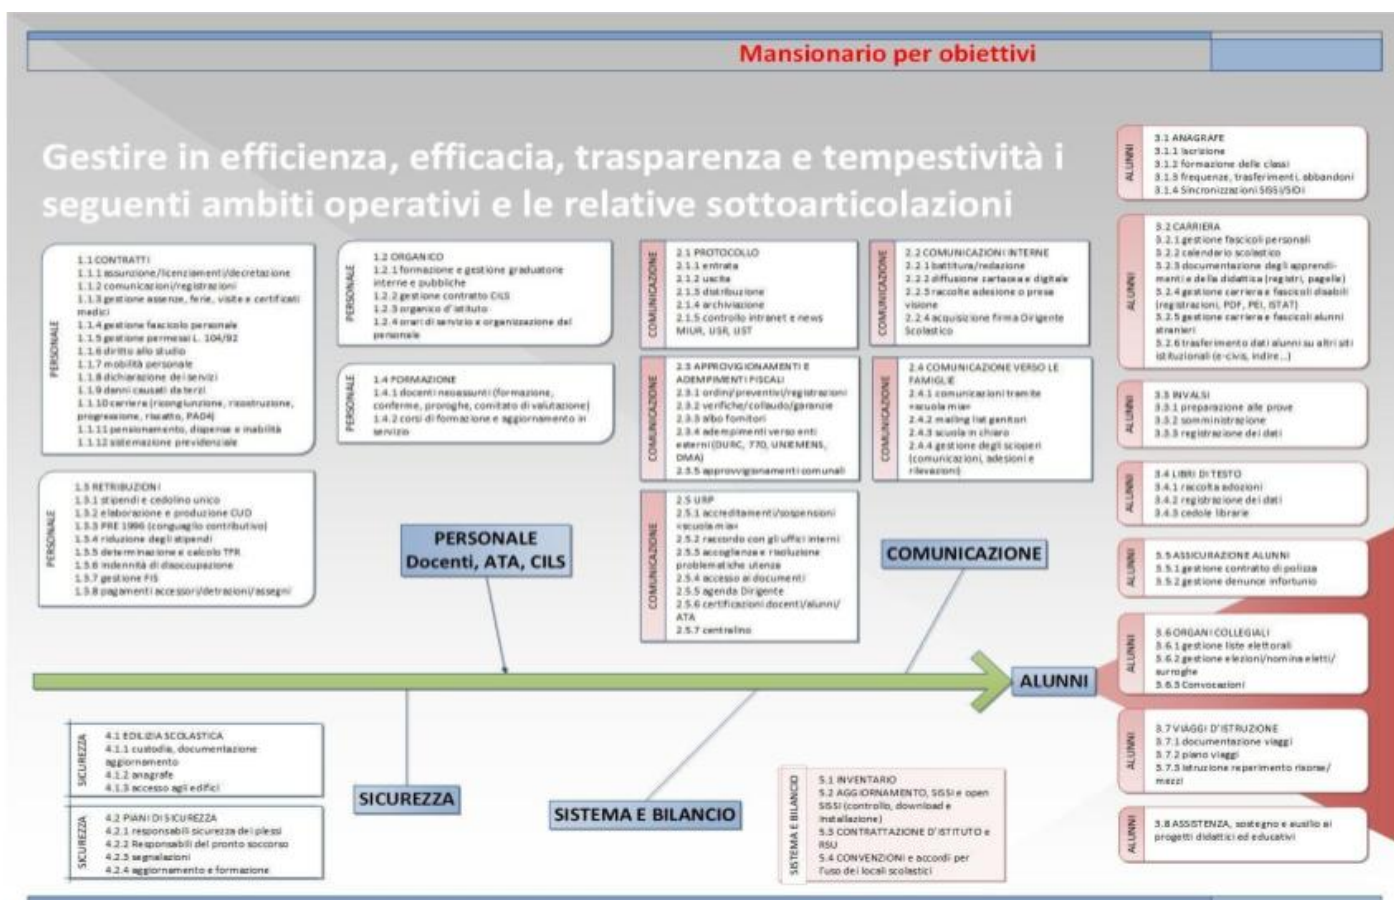 Mansionario per obiettivi
Gestire in efficienza, efficacia, trasparenza e tempestività i
seguenti ambiti operativi e le relative sottoarticolazioni
PERSONALE
1.1 CONTRATTI
1.1.1 assunzione/licenziamenti/decretazione
1.1.2 comunicazioni/registrazioni
1.1.3 gestione assenze, ferie, visite e certificati
medici
1.1.4 gestione fascicolo personale
1.1.5 gestione permessi L. 104/92
1.1.6 diritto allo studio
1.1.7 mobilità personale
1.1.8 dichiarazione dei servizi
1.1.9 danni causati da terzi
1.1.10 carriera (ricongiunzione, ricostruzione,
progressione, riscatto, PA04)
1.1.11 pensionamento, dispense e inabilità
1.1.12 sistemazione previdenziale
PERSONALE
1.2 ORGANICO
1.2.1 formazione e gestione graduatorie
interne e pubbliche
1.2.2 gestione contratto CILS
1.2.3 organico d'istituto
1.2.4 orari di servizio e organizzazione del
personale
PERSONALE
1.4 FORMAZIONE
1.4.1 docenti neoassunti (formazione,
conferme, proroghe, comitato di valutazione)
1.4.2 corsi di formazione e aggiornamento in
servizio
PERSONALE
1.3 RETRIBUZIONI
1.3.1 stipendi e cedolino unico
1.3.2 elaborazione e produzione CUD
1.3.3 PRE 1996 (conguaglio contributivo)
1.3.4 riduzione degli stipendi
1.3.5 determinazione e calcolo TFR
1.3.6 indennità di disoccupazione
1.3.7 gestione FIS
1.3.8 pagamenti accessori/detrazioni/assegni
COMUNICAZIONE
2.1 PROTOCOLLO
2.1.1 entrata
2.1.2 uscita
2.1.3 distribuzione
2.1.4 archiviazione
2.1.5 controllo intranet e news
MIUR, USR, UST
COMUNICAZIONE
2.2 COMUNICAZIONI INTERNE
2.2.1 battitura/redazione
2.2.2 diffusione cartacea e digitale
2.2.3 raccolte adesione o presa
visione
2.2.4 acquisizione firma Dirigente
Scolastico
COMUNICAZIONE
2.3 APPROVIGIONAMENTI E
ADEMPIMENTI FISCALI
2.3.1 ordini/preventivi/registrazioni
2.3.2 verifiche/collaudo/garanzie
2.3.3 albo fornitori
2.3.4 adempimenti verso enti
esterni (DURC, 770, UNIEMENS,
DMA)
2.3.5 approvvigionamenti comunali
COMUNICAZIONE
2.4 COMUNICAZIONE VERSO LE
FAMIGLIE
2.4.1 comunicazioni tramite
«scuola mia»
2.4.2 mailing list genitori
2.4.3 scuola in chiaro
2.4.4 gestione degli scioperi
(comunicazioni, adesioni e
rilevazioni)
COMUNICAZIONE
2.5 URP
2.5.1 accreditamenti/sospensioni
«scuola mia»
2.5.2 raccordo con gli uffici interni
2.5.3 accoglienza e risoluzione
problematiche utenza
2.5.4 accesso ai documenti
2.5.5 agenda Dirigente
2.5.6 certificazioni docenti/alunni/
ATA
2.5.7 centralino
PERSONALE
Docenti, ATA, CILS
COMUNICAZIONE
ALUNNI
SICUREZZA
SISTEMA E BILANCIO
ALUNNI
3.1 ANAGRAFE
3.1.1 iscrizione
3.1.2 formazione delle classi
3.1.3 frequenze, trasferimenti, abbandoni
3.1.4 Sincronizzazioni SISSI/SIDI
ALUNNI
3.2 CARRIERA
3.2.1 gestione fascicoli personali
3.2.2 calendario scolastico
3.2.3 documentazione degli apprendi-
menti e della didattica (registri, pagelle)
3.2.4 gestione carriera e fascicoli disabili
(registrazioni, PDF, PEI, ISTAT)
3.2.5 gestione carriera e fascicoli alunni
stranieri
3.2.6 trasferimento dati alunni su altri siti
istituzionali (e-civis, indire...)
ALUNNI
3.3 INVALSI
3.3.1 preparazione alle prove
3.3.2 somministrazione
3.3.3 registrazione dei dati
ALUNNI
3.4 LIBRI DI TESTO
3.4.1 raccolta adozioni
3.4.2 registrazione dei dati
3.4.3 cedole librarie
ALUNNI
3.5 ASSICURAZIONE ALUNNI
3.5.1 gestione contratto di polizza
3.5.2 gestione denunce infortunio
ALUNNI
3.6 ORGANI COLLEGIALI
3.6.1 gestione liste elettorali
3.6.2 gestione elezioni/nomina eletti/
surroghe
3.6.3 Convocazioni
ALUNNI
3.7 VIAGGI D'ISTRUZIONE
3.7.1 documentazione viaggi
3.7.2 piano viaggi
3.7.3 istruzione reperimento risorse/
mezzi
ALUNNI
3.8 ASSISTENZA, sostegno e ausilio ai
progetti didattici ed educativi
SICUREZZA
4.1 EDILIZIA SCOLASTICA
4.1.1 custodia, documentazione
aggiornamento
4.1.2 anagrafe
4.1.3 accesso agli edifici
SICUREZZA
4.2 PIANI DI SICUREZZA
4.2.1 responsabili sicurezza dei plessi
4.2.2 Responsabili del pronto soccorso
4.2.3 segnalazioni
4.2.4 aggiornamento e formazione
SISTEMA E BILANCIO
5.1 INVENTARIO
5.2 AGGIORNAMENTO, SISSI e open
SISSI (controllo, download e
installazione)
5.3 CONTRATTAZIONE D'ISTITUTO e
RSU
5.4 CONVENZIONI e accordi per
l'uso dei locali scolastici